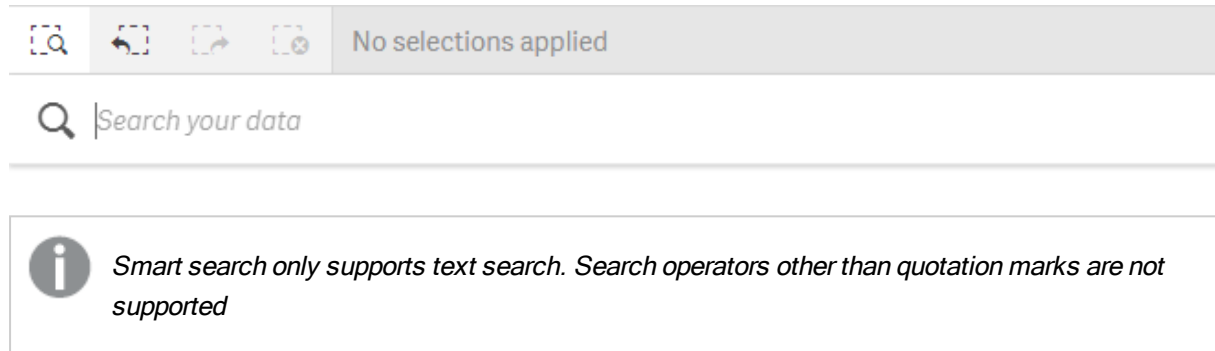 No selections applied
Search your data
Smart search only supports text search. Search operators other than quotation marks are not
supported